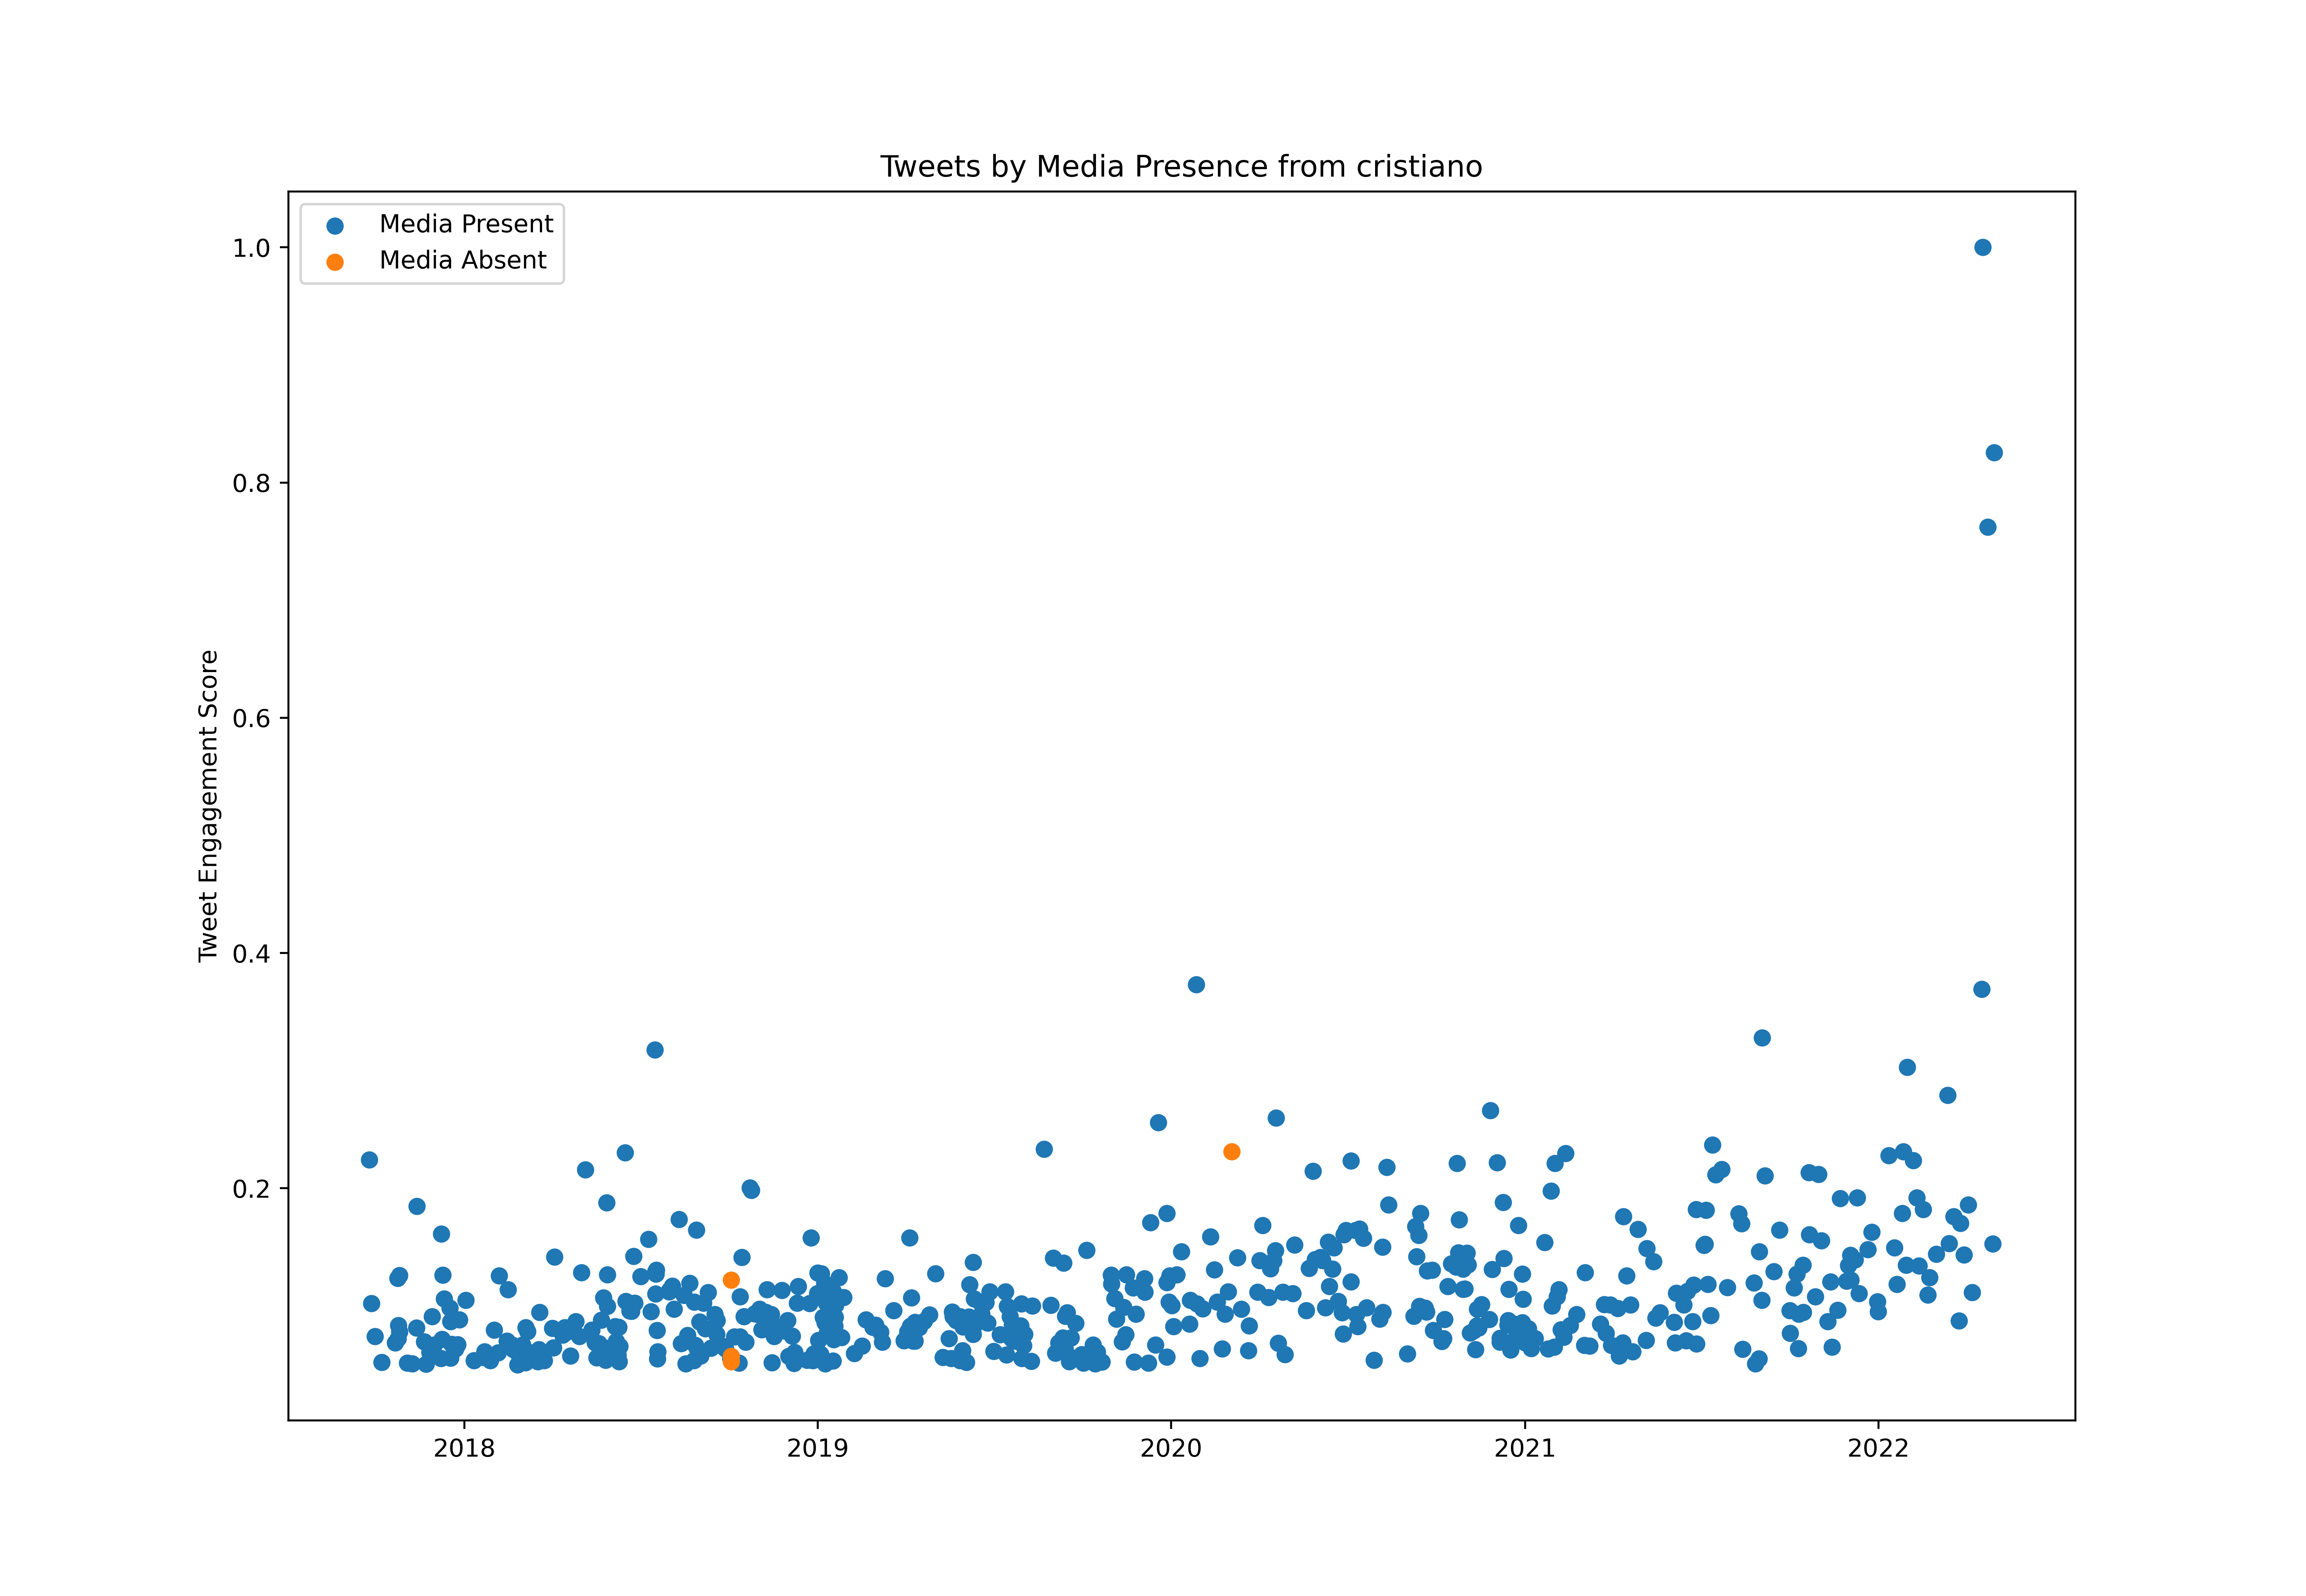 Tweets by Media Presence from cristiano
Media Present
Media Absent
1.0
0.8
0.6
0.4
0.2
Tweet Engagement Score
2018
2019
2020
2021
2022